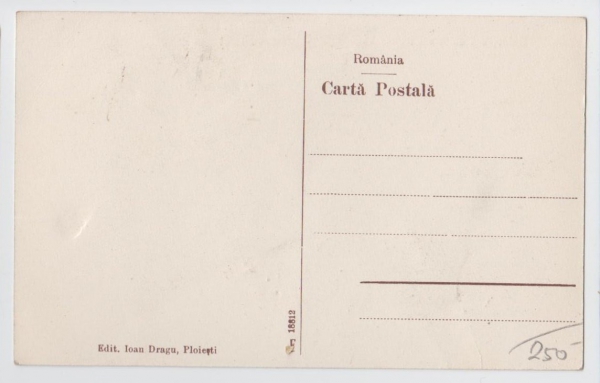 România
Cartă Postală
18812
Edit. Ioan Dragu, Ploiești
250